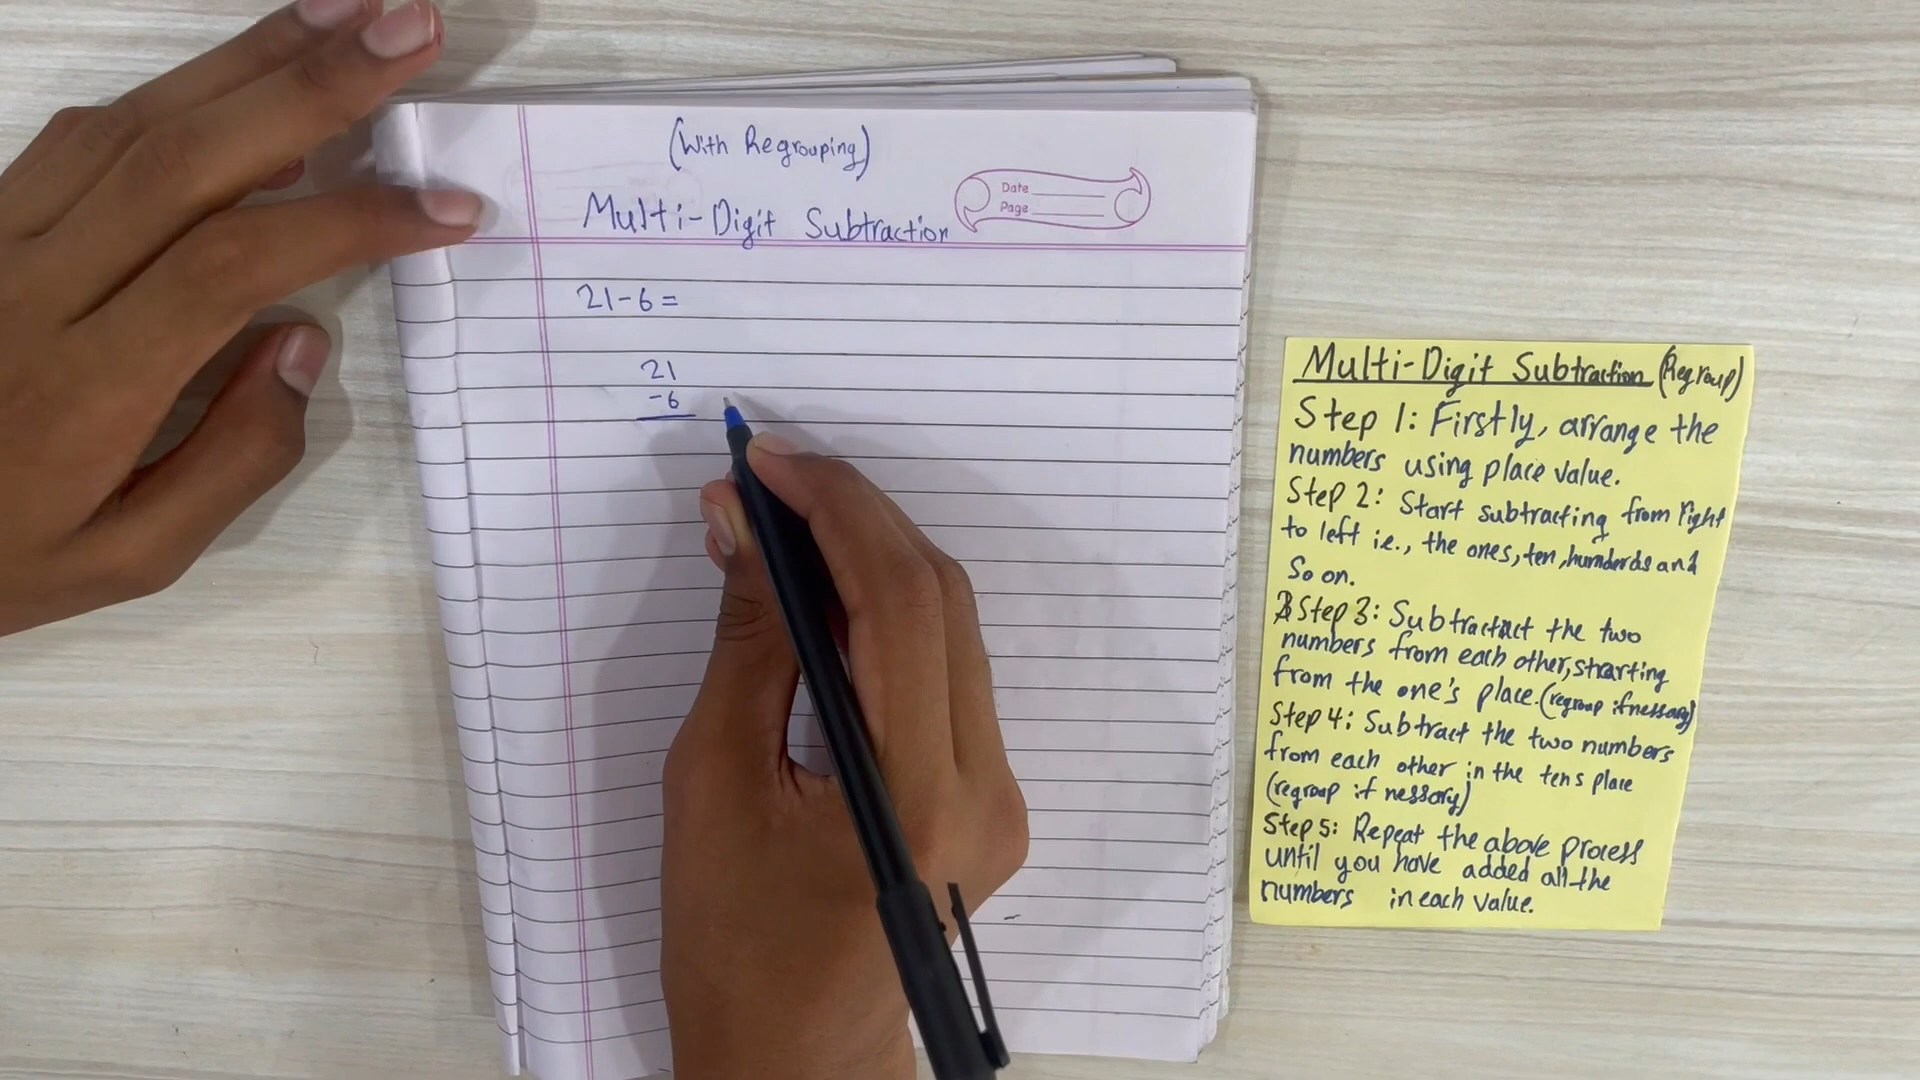 (With Regrouping)
Multi-Digit Subtraction
Date
Page
21-6=
21
-6
Multi-Digit Subtraction (Regroup)
Step 1: Firstly, arrange the
numbers using place value.
Step 2: Start subtracting from right
to left i.e., the ones, ten, hunderds and
So on.
Step 3: Subtractact the two
numbers from each other, starting
from the one's place. (regroup if nessory)
Step 4: Subtract the two numbers
from each other in the tens place
(regroup if nessory)
Step 5: Repeat the above process
until you have added all the
numbers in each value.